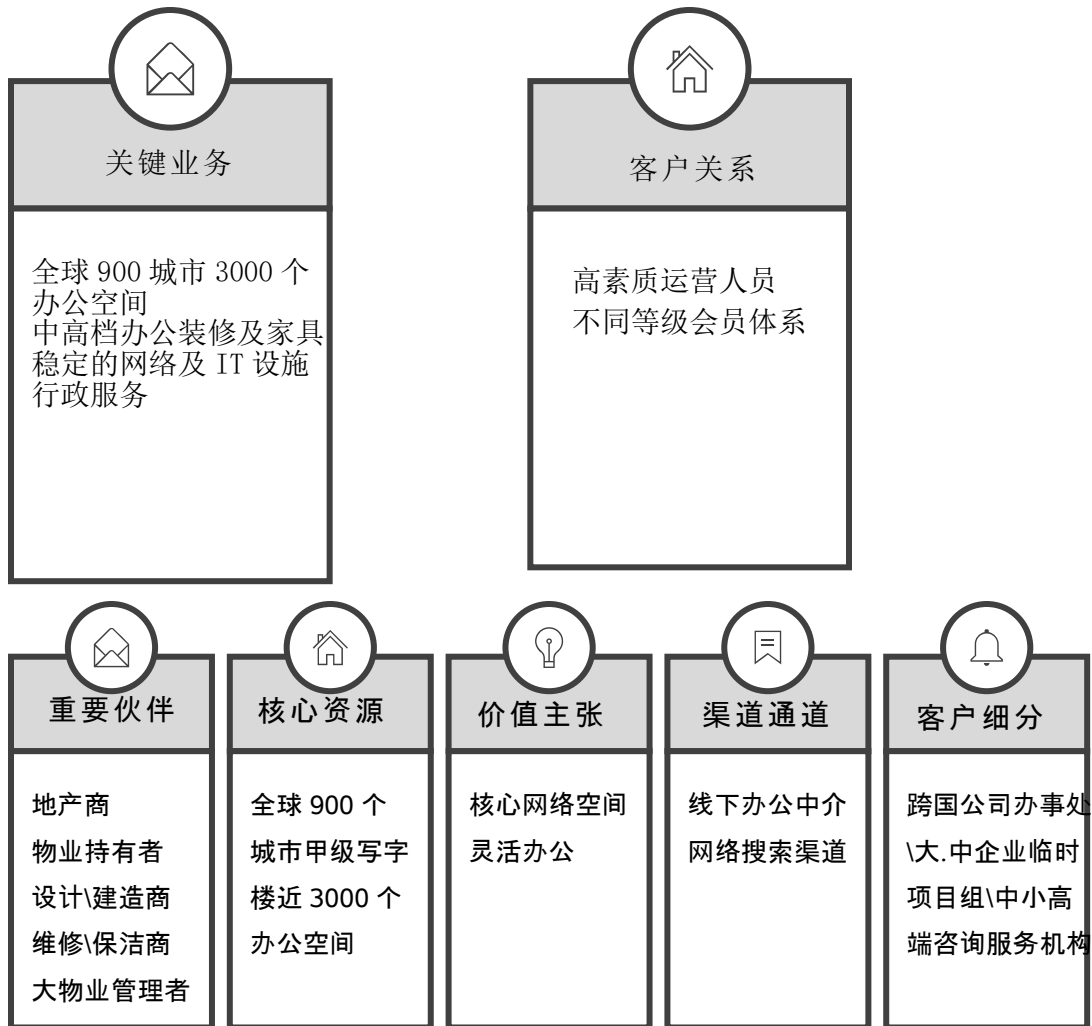 关键业务
全球 900 城市 3000 个
办公空间
中高档办公装修及家具
稳定的网络及 IT 设施
行政服务
客户关系
高素质运营人员
不同等级会员体系
重要伙伴
地产商
物业持有者
设计\建造商
维修\保洁商
大物业管理者
核心资源
全球 900 个
城市甲级写字
楼近 3000 个
办公空间
价值主张
核心网络空间
灵活办公
渠道通道
线下办公中介
网络搜索渠道
客户细分
跨国公司办事处
\大.中企业临时
项目组\中小高
端咨询服务机构